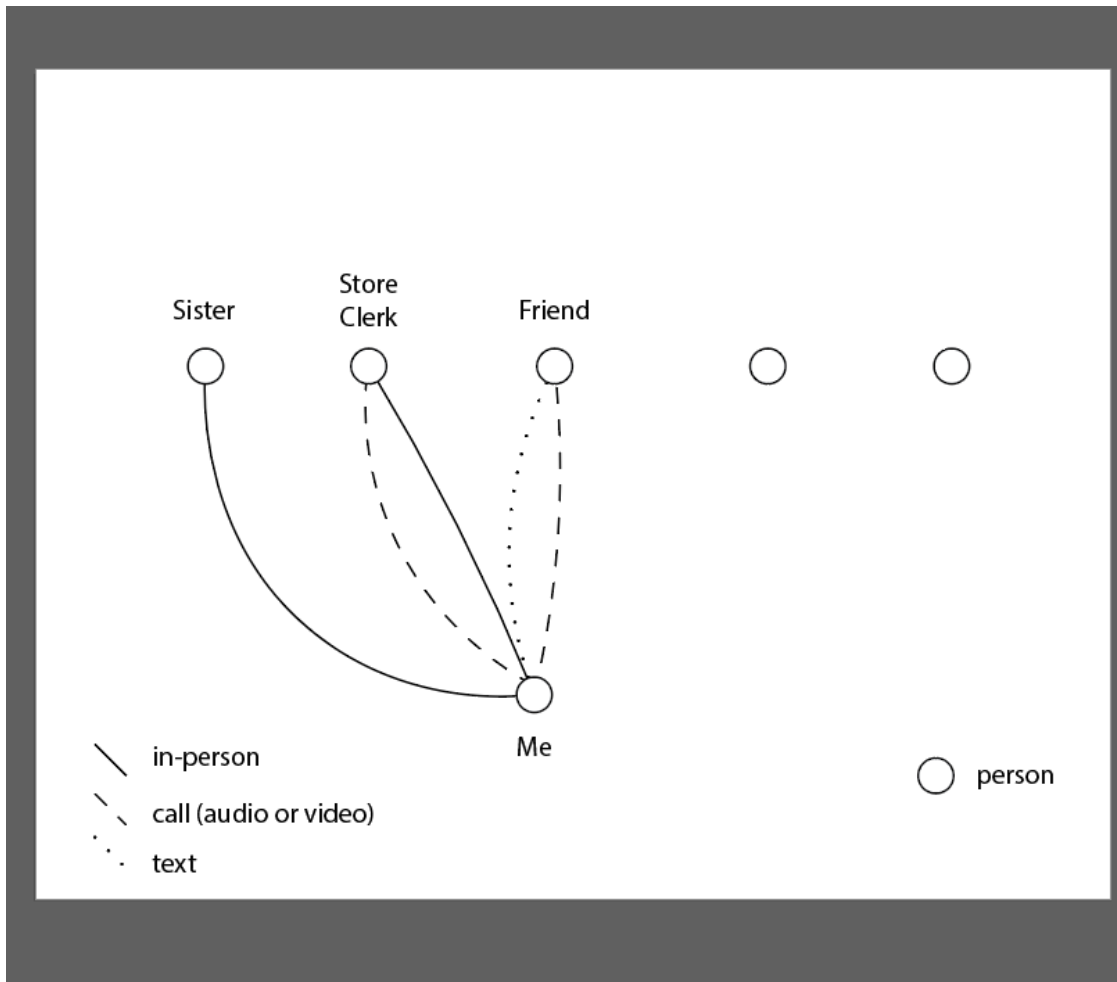 Sister
Store
Clerk
Friend
Me
in-person
call (audio or video)
text
person